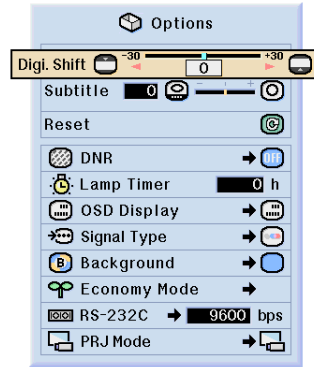 Options
Digi. Shift -30 +30
0
Subtitle 0 - +
Reset
DNR OFF
Lamp Timer 0 h
OSD Display
Signal Type
B Background
Economy Mode
RS-232C 9600 bps
PRJ Mode